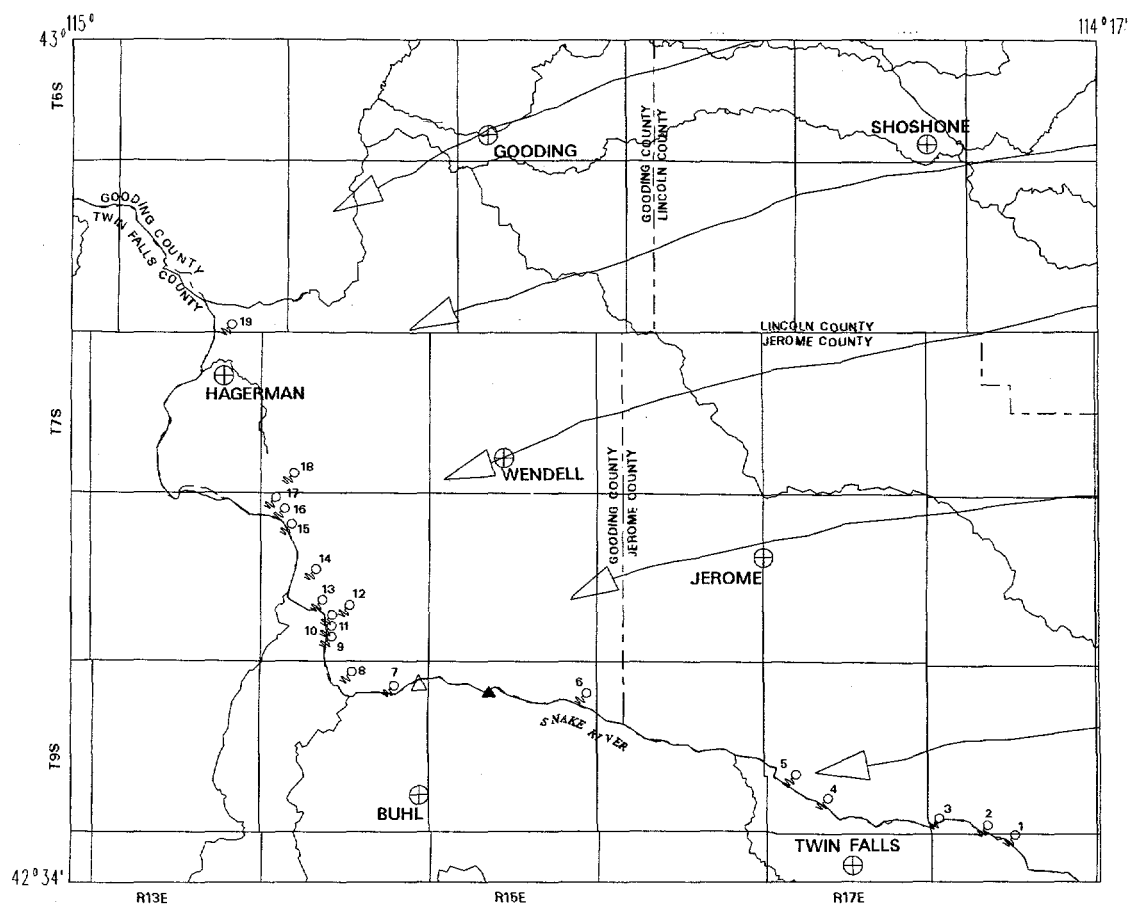 115°
43°
114° 17'
T6S
GOODING
SHOSHONE
GOODING COUNTY
LINCOLN COUNTY
GOODING COUNTY
TWIN FALLS COUNTY
19
LINCOLN COUNTY
JEROME COUNTY
HAGERMAN
T7S
WENDELL
18
17
16
15
GOODING COUNTY
JEROME COUNTY
JEROME
14
13
12
11
10
9
8
7
6
SNAKE RIVER
T9S
5
4
3
2
1
BUHL
TWIN FALLS
42° 34'
R13E
R15E
R17E